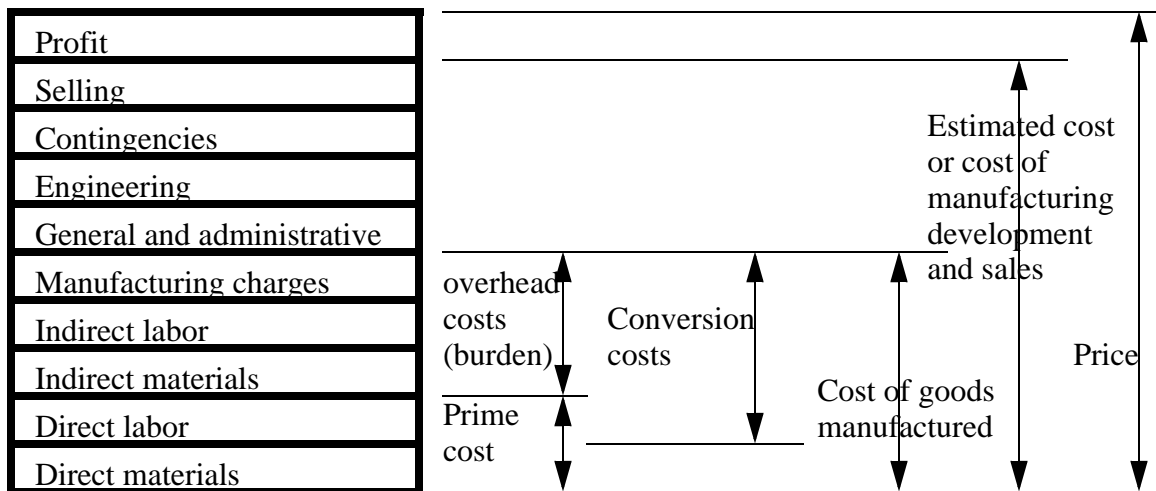 Profit
Selling
Contingencies
Engineering
General and administrative
Manufacturing charges
Indirect labor
Indirect materials
Direct labor
Direct materials
overhead
costs
(burden)
Prime
cost
Conversion
costs
Cost of goods
manufactured
Estimated cost
or cost of
manufacturing
development
and sales
Price